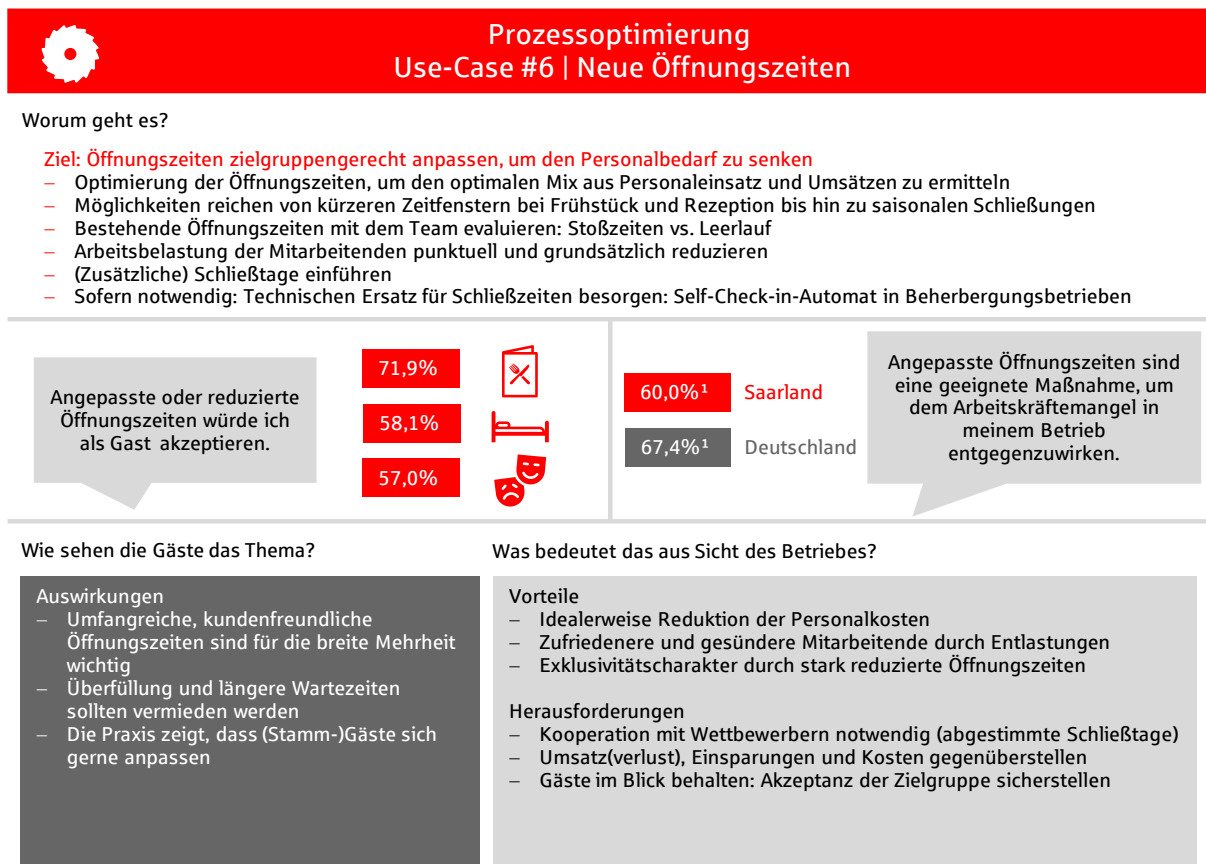 Prozessoptimierung
Use-Case #6 | Neue Öffnungszeiten
Worum geht es?
Ziel: Öffnungszeiten zielgruppengerecht anpassen, um den Personalbedarf zu senken
– Optimierung der Öffnungszeiten, um den optimalen Mix aus Personaleinsatz und Umsätzen zu ermitteln
– Möglichkeiten reichen von kürzeren Zeitfenstern bei Frühstück und Rezeption bis hin zu saisonalen Schließungen
– Bestehende Öffnungszeiten mit dem Team evaluieren: Stoßzeiten vs. Leerlauf
– Arbeitsbelastung der Mitarbeitenden punktuell und grundsätzlich reduzieren
– (Zusätzliche) Schließtage einführen
– Sofern notwendig: Technischen Ersatz für Schließzeiten besorgen: Self-Check-in-Automat in Beherbergungsbetrieben
Angepasste oder reduzierte
Öffnungszeiten würde ich
als Gast akzeptieren.
71,9%
58,1%
57,0%
60,0%¹ Saarland
67,4%¹ Deutschland
Angepasste Öffnungszeiten sind
eine geeignete Maßnahme, um
dem Arbeitskräftemangel in
meinem Betrieb
entgegenzuwirken.
Wie sehen die Gäste das Thema?
Auswirkungen
– Umfangreiche, kundenfreundliche
Öffnungszeiten sind für die breite Mehrheit
wichtig
– Überfüllung und längere Wartezeiten
sollten vermieden werden
– Die Praxis zeigt, dass (Stamm-)Gäste sich
gerne anpassen
Was bedeutet das aus Sicht des Betriebes?
Vorteile
– Idealerweise Reduktion der Personalkosten
– Zufriedenere und gesündere Mitarbeitende durch Entlastungen
– Exklusivitätscharakter durch stark reduzierte Öffnungszeiten
Herausforderungen
– Kooperation mit Wettbewerbern notwendig (abgestimmte Schließtage)
– Umsatz(verlust), Einsparungen und Kosten gegenüberstellen
– Gäste im Blick behalten: Akzeptanz der Zielgruppe sicherstellen